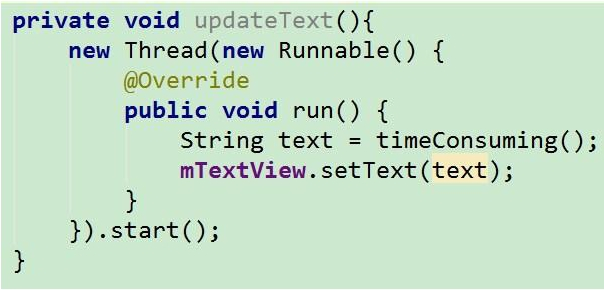 private void updateText(){
    new Thread(new Runnable() {
        @Override
        public void run() {
            String text = timeConsuming();
            mTextView.setText(text);
        }
    }).start();
}